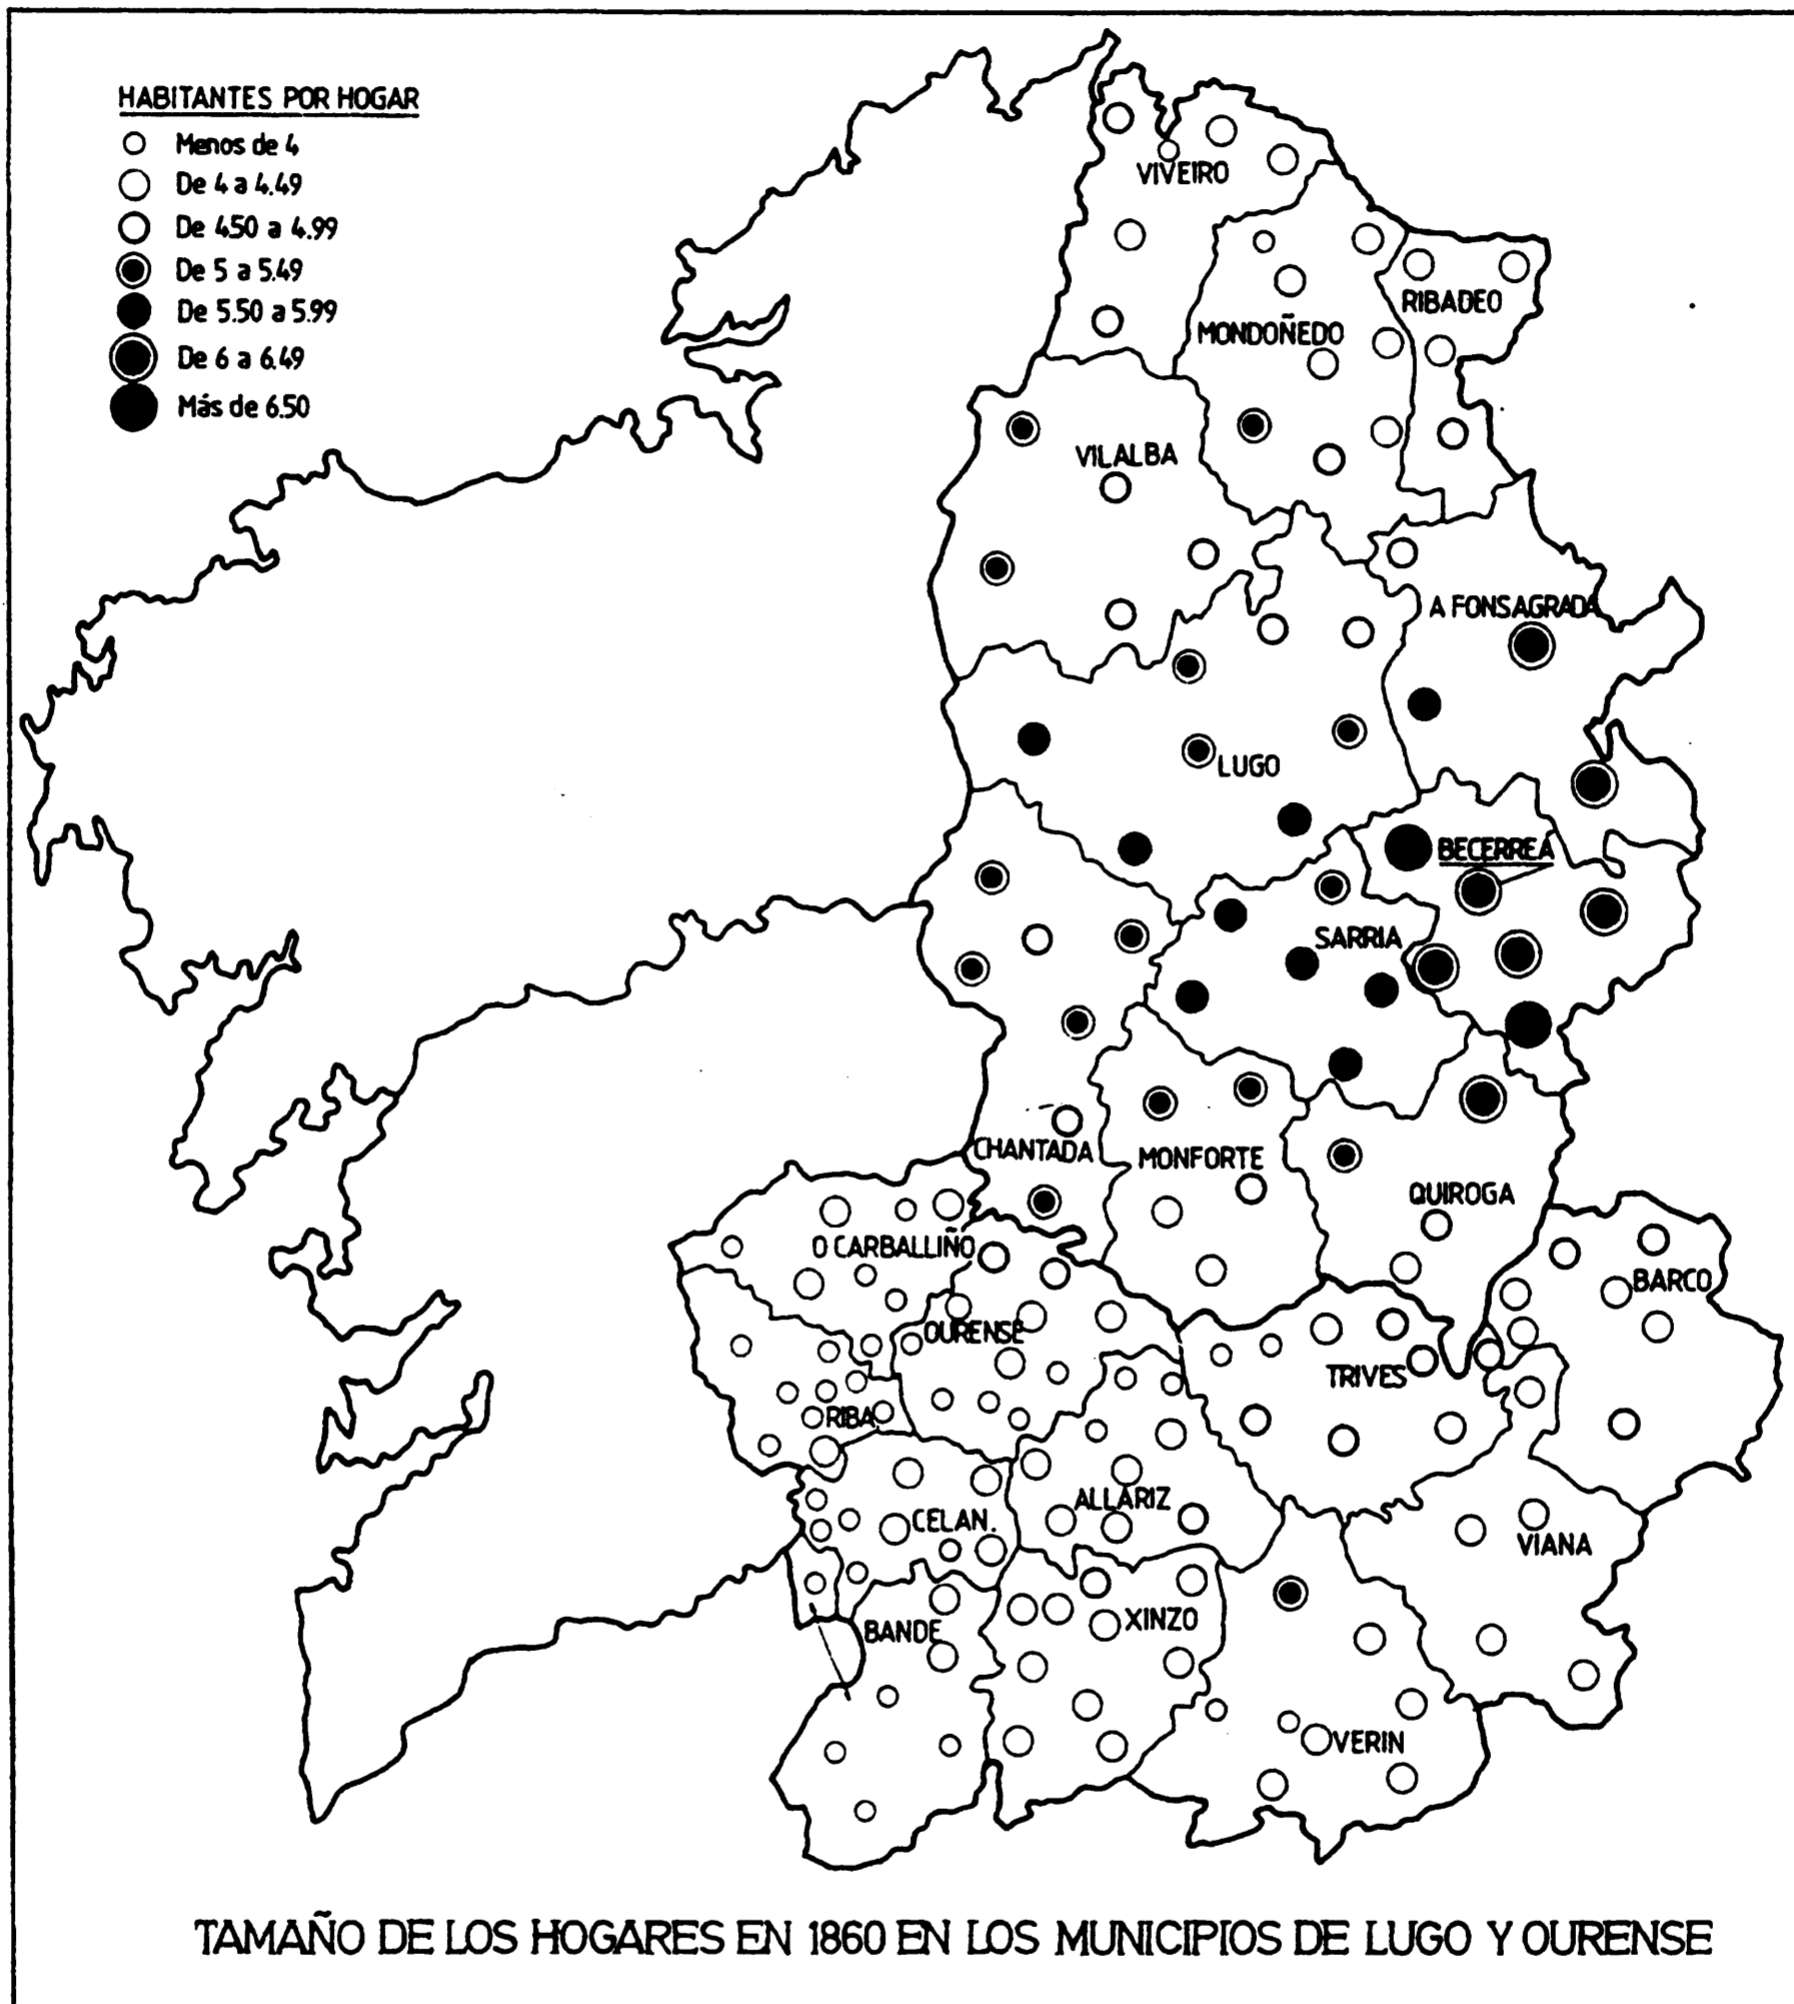 HABITANTES POR HOGAR
Menos de 4
De 4 a 4.49
De 4.50 a 4.99
De 5 a 5.49
De 5.50 a 5.99
De 6 a 6.49
Más de 6.50
VIVEIRO
RIBADEO
MONDOÑEDO
VILALBA
A FONSAGRADA
LUGO
BECERREA
SARRIA
CHANTADA
MONFORTE
QUIROGA
O CARBALLIÑO
BARCO
OURENSE
TRIVES
RIBA
ALLARIZ
CELAN.
VIANA
XINZO
BANDE
VERIN
TAMAÑO DE LOS HOGARES EN 1860 EN LOS MUNICIPIOS DE LUGO Y OURENSE